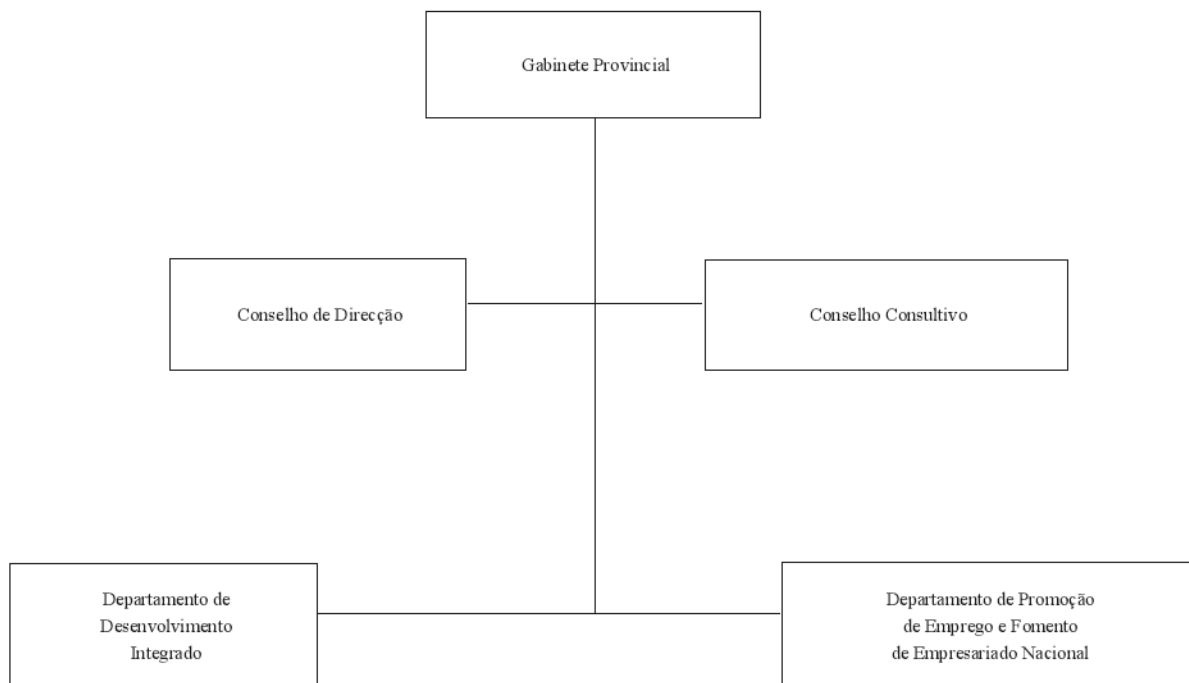 Gabinete Provincial
Conselho de Direcção
Conselho Consultivo
Departamento de
Desenvolvimento
Integrado
Departamento de Promoção
de Emprego e Fomento
de Empresariado Nacional